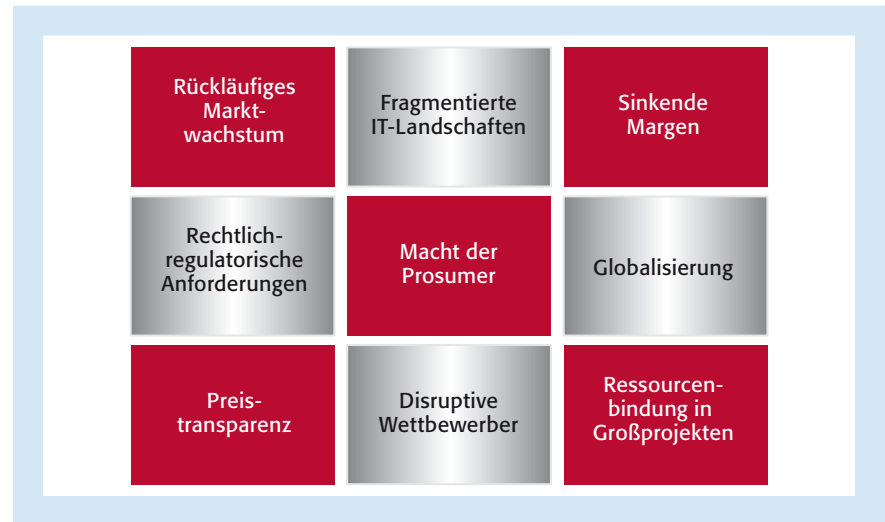 Rückläufiges
Markt-
wachstum
Fragmentierte
IT-Landschaften
Sinkende
Margen
Rechtlich-
regulatorische
Anforderungen
Macht der
Prosumer
Globalisierung
Preis-
transparenz
Disruptive
Wettbewerber
Ressourcen-
bindung in
Großprojekten